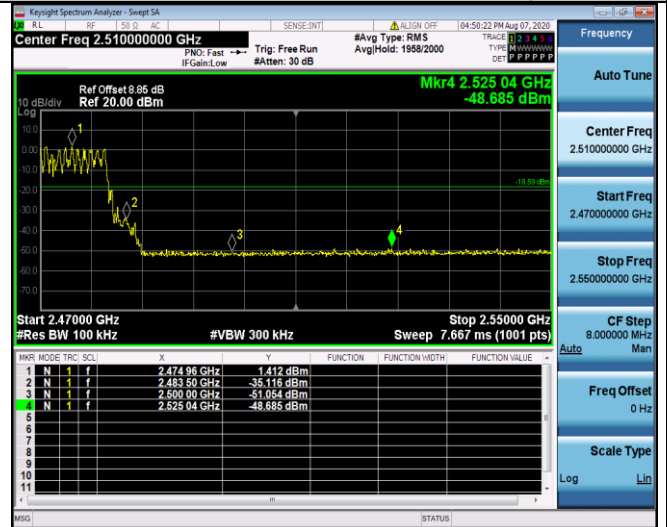 Keysight Spectrum Analyzer - Swept SA
RL RF 50 Ω AC SENSE:INT ALIGN OFF 04:50:22 PM Aug 07, 2020
Center Freq 2.510000000 GHz
#Avg Type: RMS
TRACE 1 2 3 4 5 6
PNO: Fast Trig: Free Run Avg|Hold: 1958/2000
TYPE M W W W W W
IFGain:Low #Atten: 30 dB
DET P P P P P P
Mkr4 2.525 04 GHz
-48.685 dBm
Ref Offset 8.85 dB
10 dB/div Ref 20.00 dBm
Log
10.0
0.00
-10.0
-20.0
-30.0
-40.0
-50.0
-60.0
-70.0
1
2
3
4
-18.59 dBm
Start 2.47000 GHz Stop 2.55000 GHz
#Res BW 100 kHz #VBW 300 kHz Sweep 7.667 ms (1001 pts)
MKR MODE TRC SCL X Y FUNCTION FUNCTION WIDTH FUNCTION VALUE
1 N 1 f 2.474 96 GHz 1.412 dBm
2 N 1 f 2.483 50 GHz -35.116 dBm
3 N 1 f 2.500 00 GHz -51.054 dBm
4 N 1 f 2.525 04 GHz -48.685 dBm
5
6
7
8
9
10
11
MSG STATUS
Frequency
Auto Tune
Center Freq
2.510000000 GHz
Start Freq
2.470000000 GHz
Stop Freq
2.550000000 GHz
CF Step
8.000000 MHz
Auto Man
Freq Offset
0 Hz
Scale Type
Log Lin